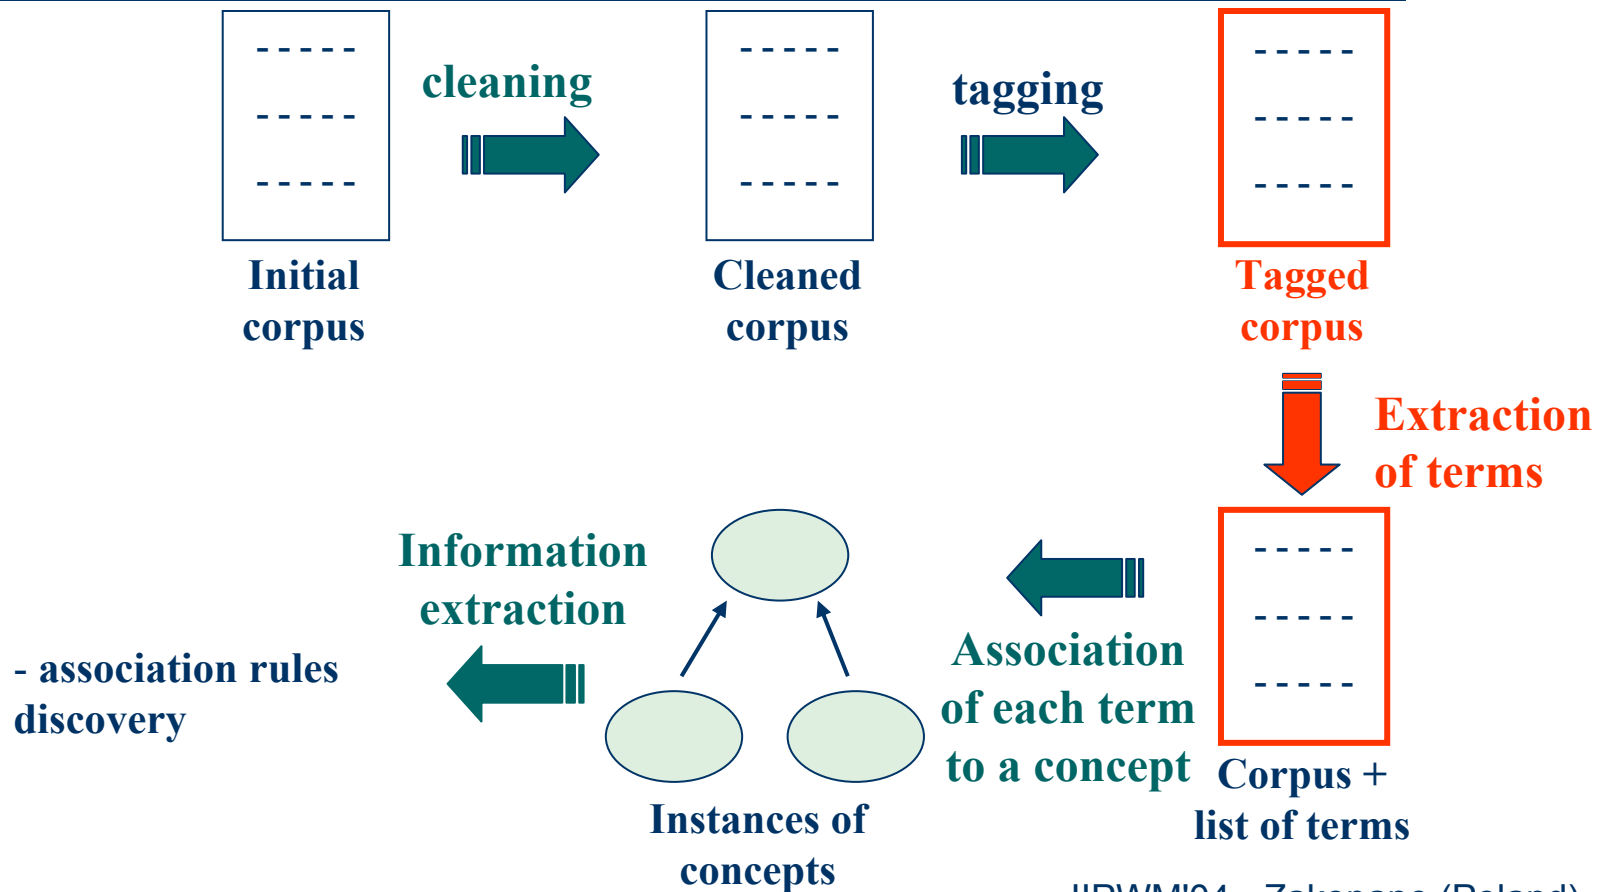 cleaning
tagging
Initial
corpus
Cleaned
corpus
Tagged
corpus
Extraction
of terms
Information
extraction
Association
of each term
to a concept
- association rules
discovery
Corpus +
list of terms
Instances of
concepts